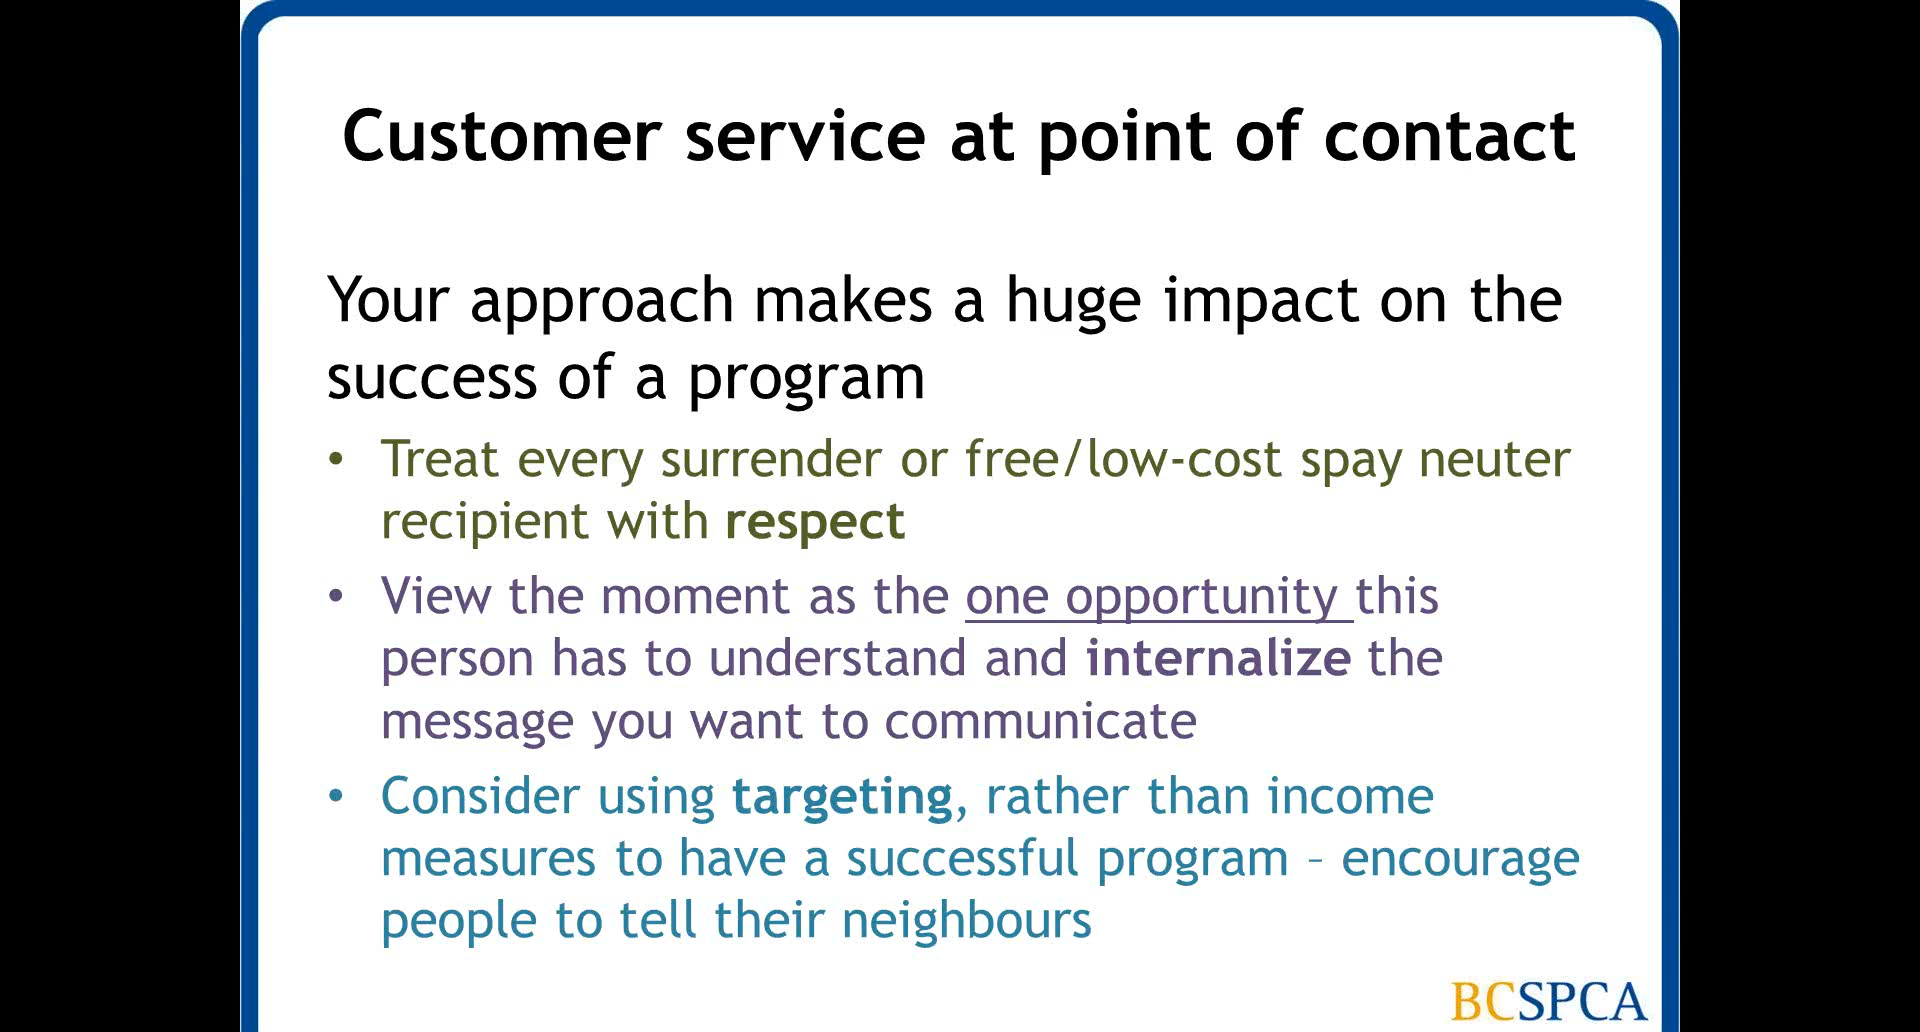 Customer service at point of contact
Your approach makes a huge impact on the
success of a program
• Treat every surrender or free/low-cost spay neuter
recipient with respect
• View the moment as the one opportunity this
person has to understand and internalize the
message you want to communicate
• Consider using targeting, rather than income
measures to have a successful program – encourage
people to tell their neighbours
BCSPCA